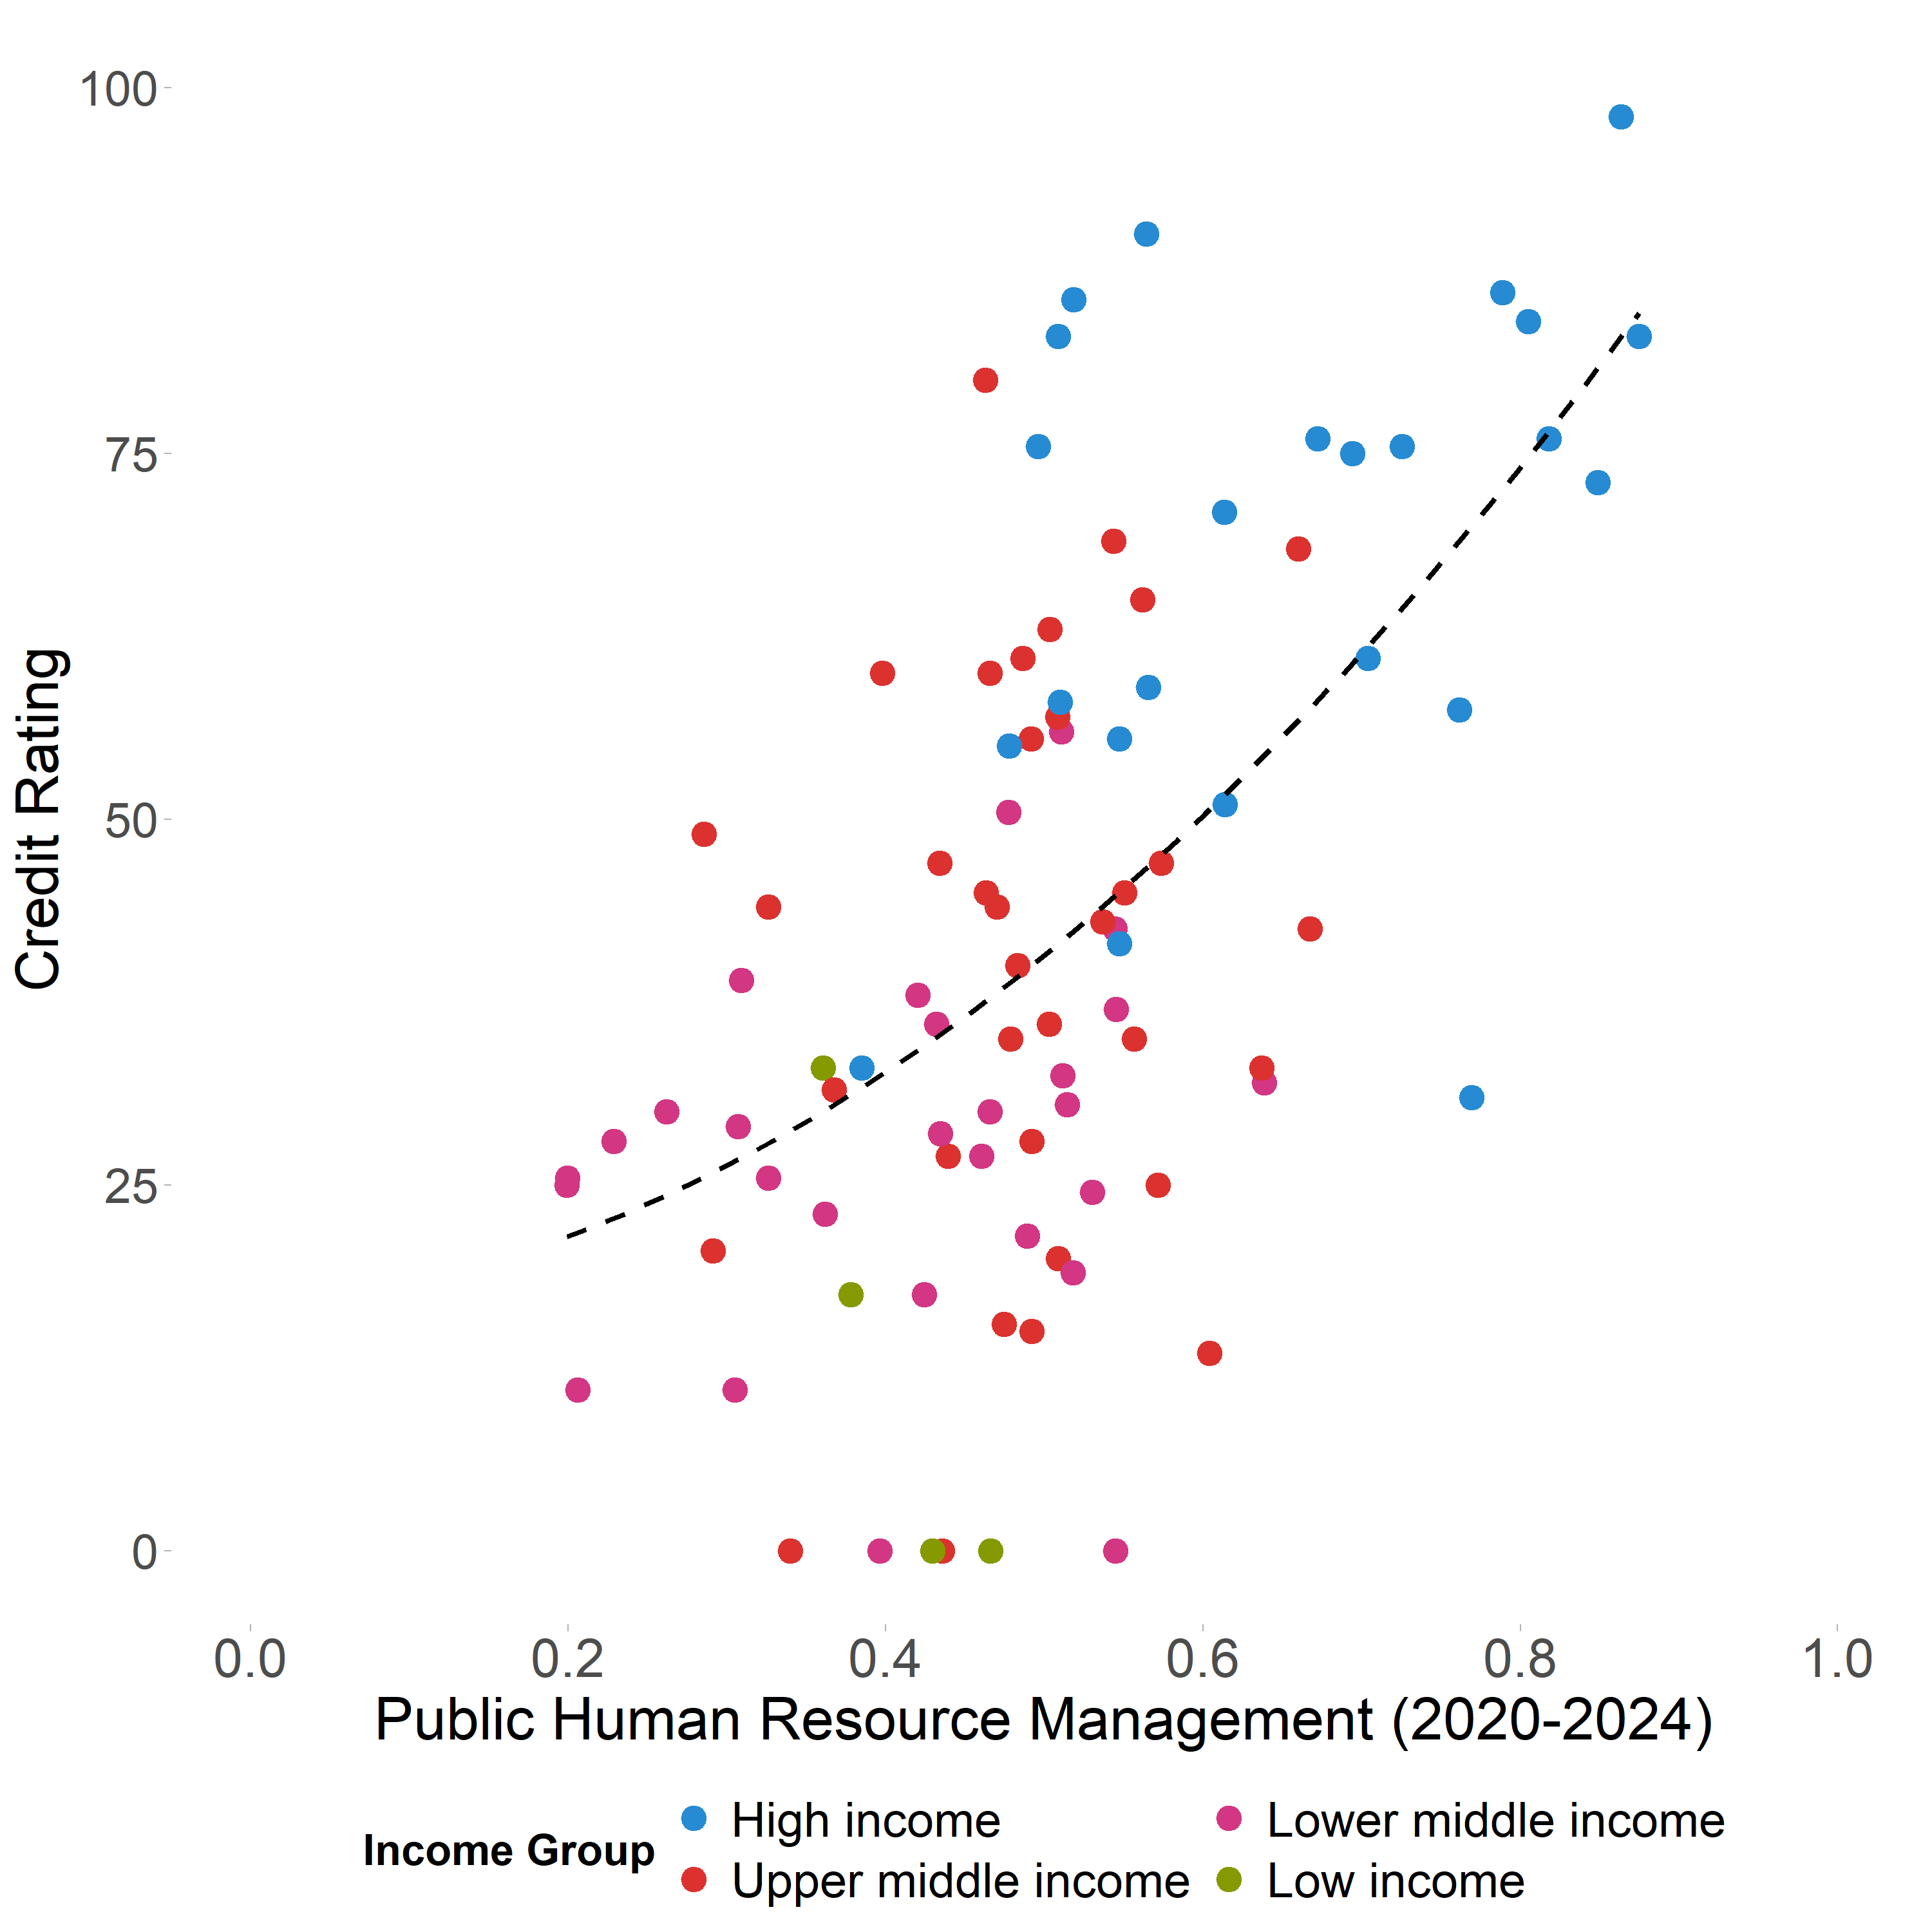 100
75
50
25
0
Credit Rating
0.0 0.2 0.4 0.6 0.8 1.0
Public Human Resource Management (2020-2024)
Income Group
High income
Upper middle income
Lower middle income
Low income